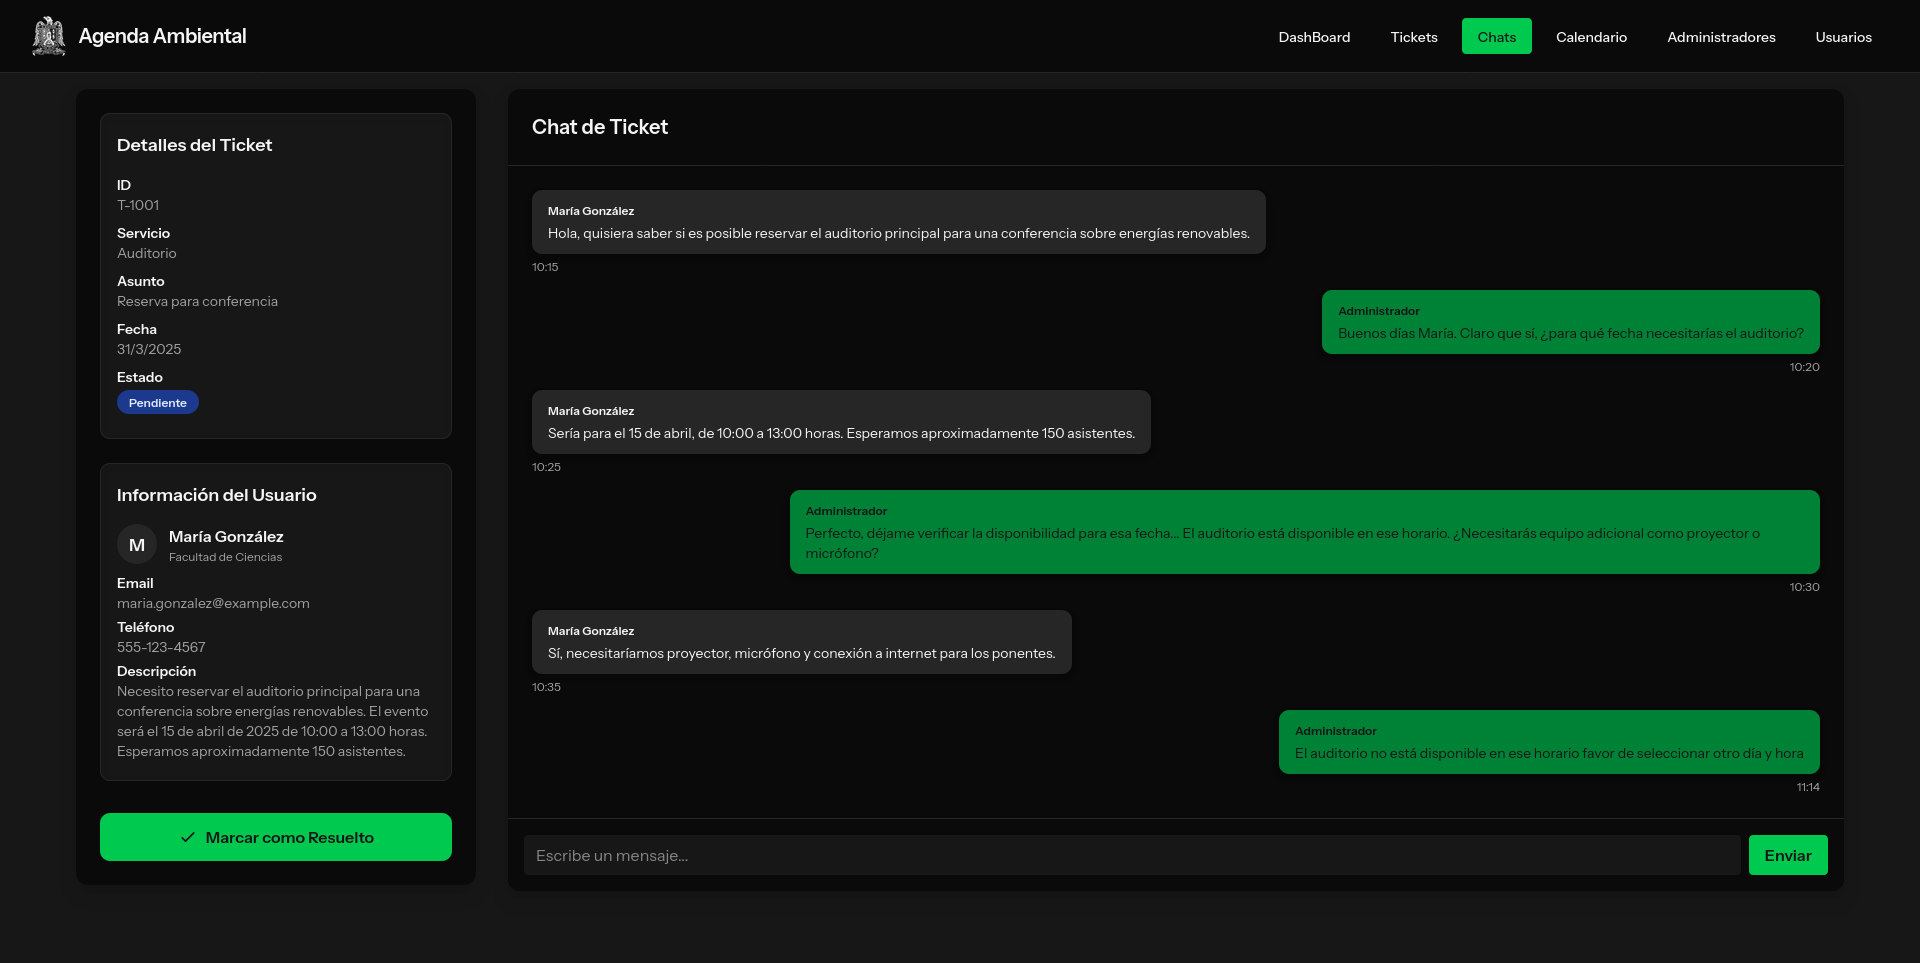 Agenda Ambiental
DashBoard
Tickets
Chats
Calendario
Administradores
Usuarios
Detalles del Ticket
ID
T-1001
Servicio
Auditorio
Asunto
Reserva para conferencia
Fecha
31/3/2025
Estado
Pendiente
Información del Usuario
M
María González
Facultad de Ciencias
Email
maria.gonzalez@example.com
Teléfono
555-123-4567
Descripción
Necesito reservar el auditorio principal para una
conferencia sobre energías renovables. El evento
será el 15 de abril de 2025 de 10:00 a 13:00 horas.
Esperamos aproximadamente 150 asistentes.
Marcar como Resuelto
Chat de Ticket
María González
Hola, quisiera saber si es posible reservar el auditorio principal para una conferencia sobre energías renovables.
10:15
Administrador
Buenos días María. Claro que sí, ¿para qué fecha necesitarías el auditorio?
10:20
María González
Sería para el 15 de abril, de 10:00 a 13:00 horas. Esperamos aproximadamente 150 asistentes.
10:25
Administrador
Perfecto, déjame verificar la disponibilidad para esa fecha... El auditorio está disponible en ese horario. ¿Necesitarás equipo adicional como proyector o
micrófono?
10:30
María González
Sí, necesitaríamos proyector, micrófono y conexión a internet para los ponentes.
10:35
Administrador
El auditorio no está disponible en ese horario favor de seleccionar otro día y hora
11:14
Escribe un mensaje...
Enviar